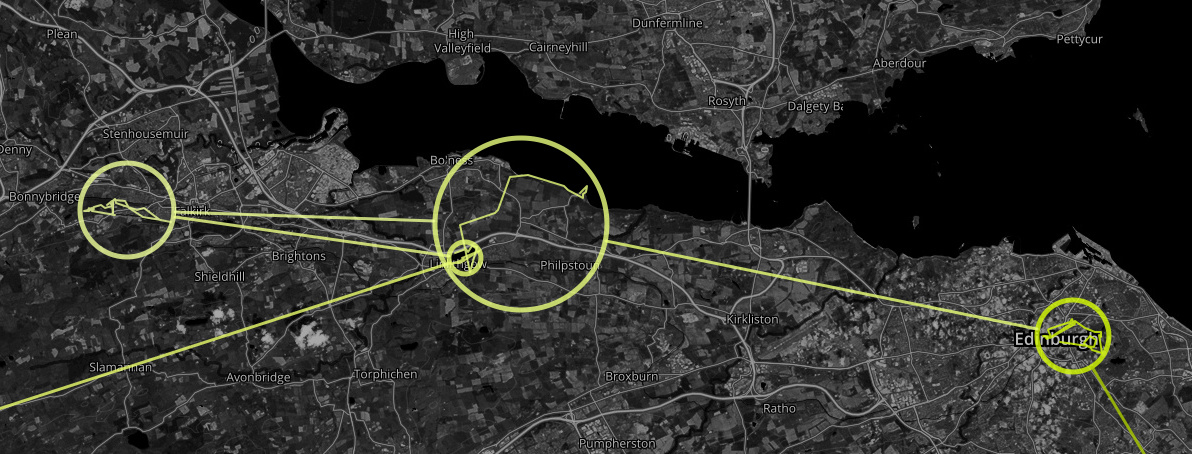 Dunfermline
Plean
High
Valleyfield
Cairneyhill
Pettycur
Aberdour
Rosyth
Dalgety Ba
Stenhousemuir
Denny
Bo'ness
Bonnybridge
Falkirk
Brightons
Linlithgow
Philpstoun
Shieldhill
Kirkliston
Edinburgh
Slamannan
Avonbridge
Torphichen
Broxburn
Ratho
Pumpherston